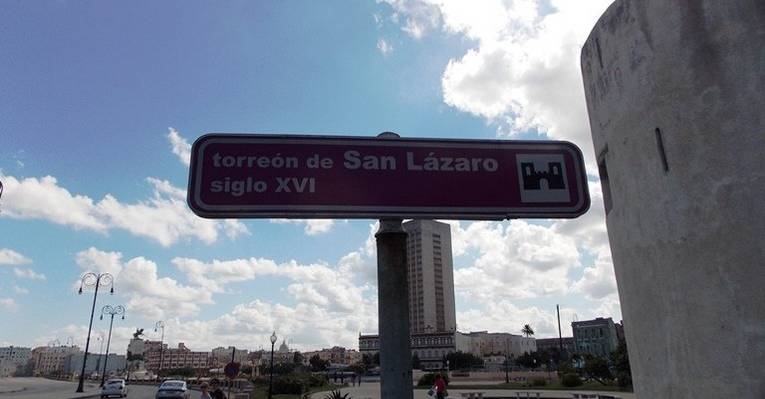 torreón de San Lázaro
siglo XVI